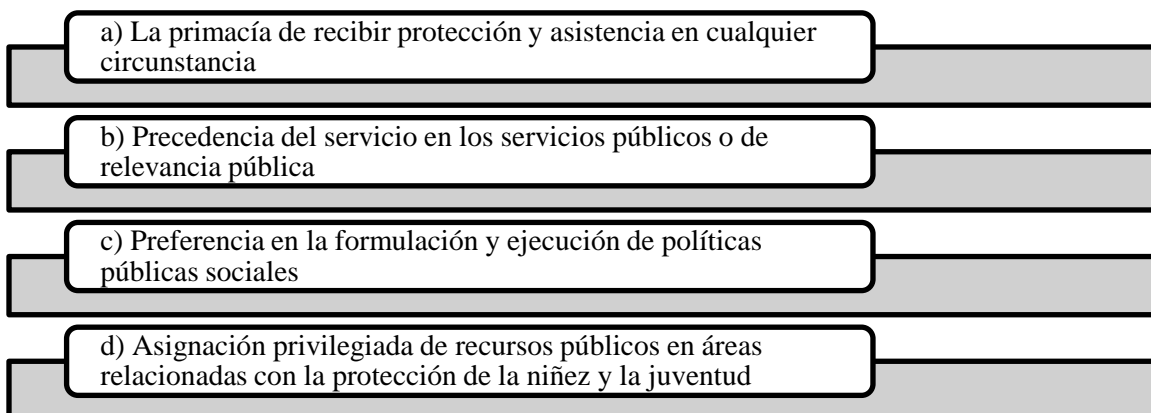 a) La primacía de recibir protección y asistencia en cualquier
circunstancia
b) Precedencia del servicio en los servicios públicos o de
relevancia pública
c) Preferencia en la formulación y ejecución de políticas
públicas sociales
d) Asignación privilegiada de recursos públicos en áreas
relacionadas con la protección de la niñez y la juventud